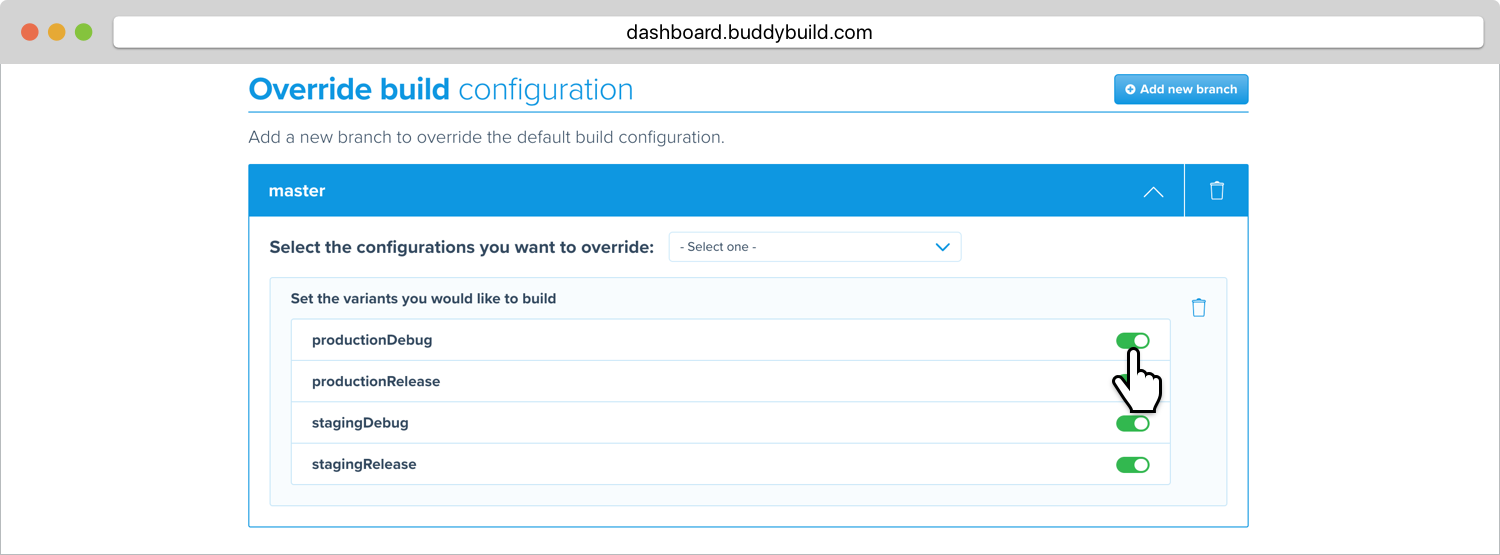 dashboard.buddybuild.com
Override build configuration
Add new branch
Add a new branch to override the default build configuration.
master
Select the configurations you want to override:
- Select one -
Set the variants you would like to build
productionDebug
productionRelease
stagingDebug
stagingRelease